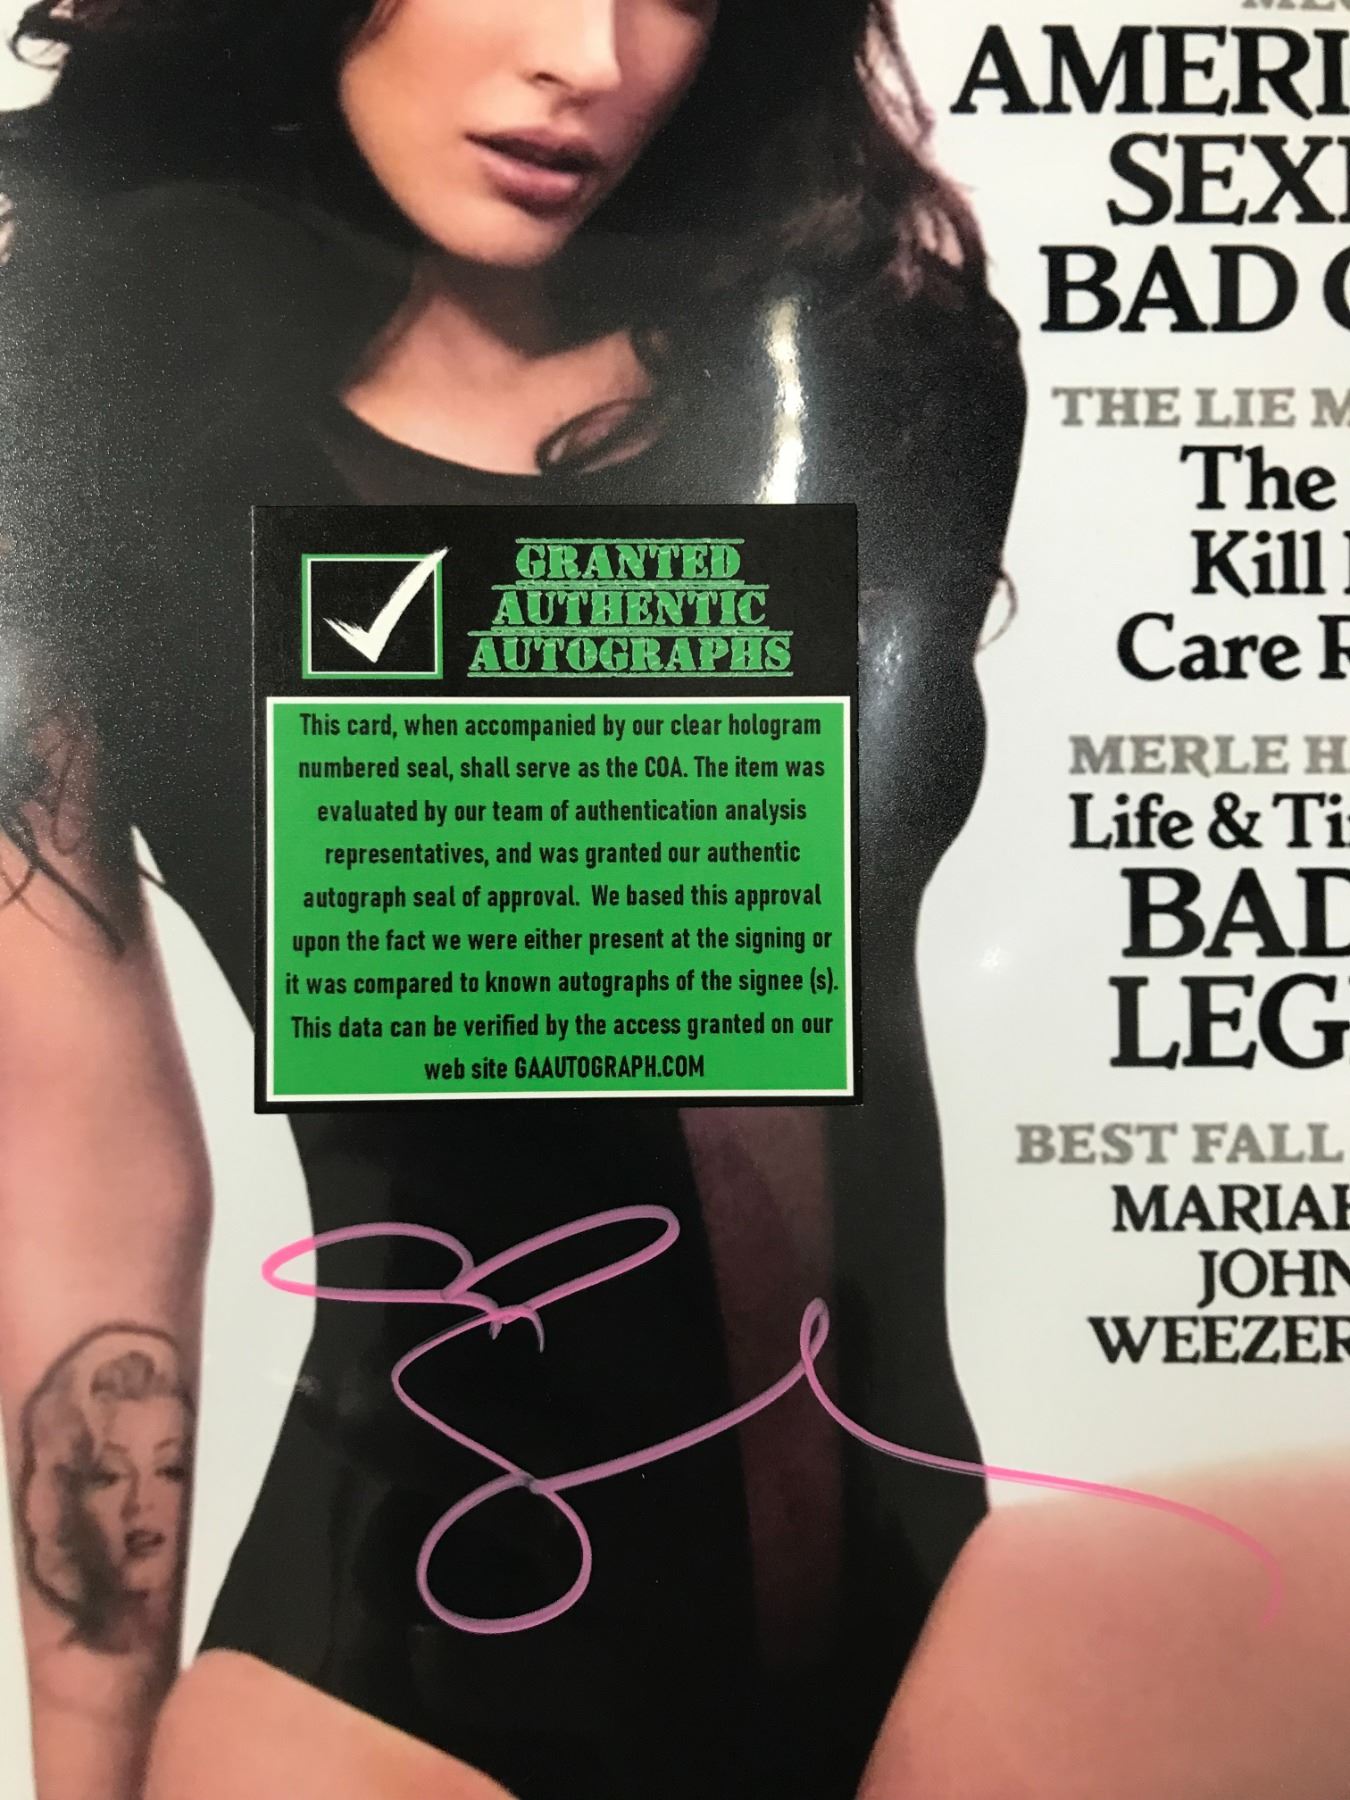 AMERI
SEXI
BAD
THE LIE
The
Kill
Care
MERLE H
Life & Ti
BAD
LEG
BEST FALL
MARIAH
JOHN
WEEZER
GRANTED
AUTHENTIC
AUTOGRAPHS
This card, when accompanied by our clear hologram
numbered seal, shall serve as the COA. The item was
evaluated by our team of authentication analysis
representatives, and was granted our authentic
autograph seal of approval. We based this approval
upon the fact we were either present at the signing or
it was compared to known autographs of the signee (s).
This data can be verified by the access granted on our
web site GAAUTOGRAPH.COM